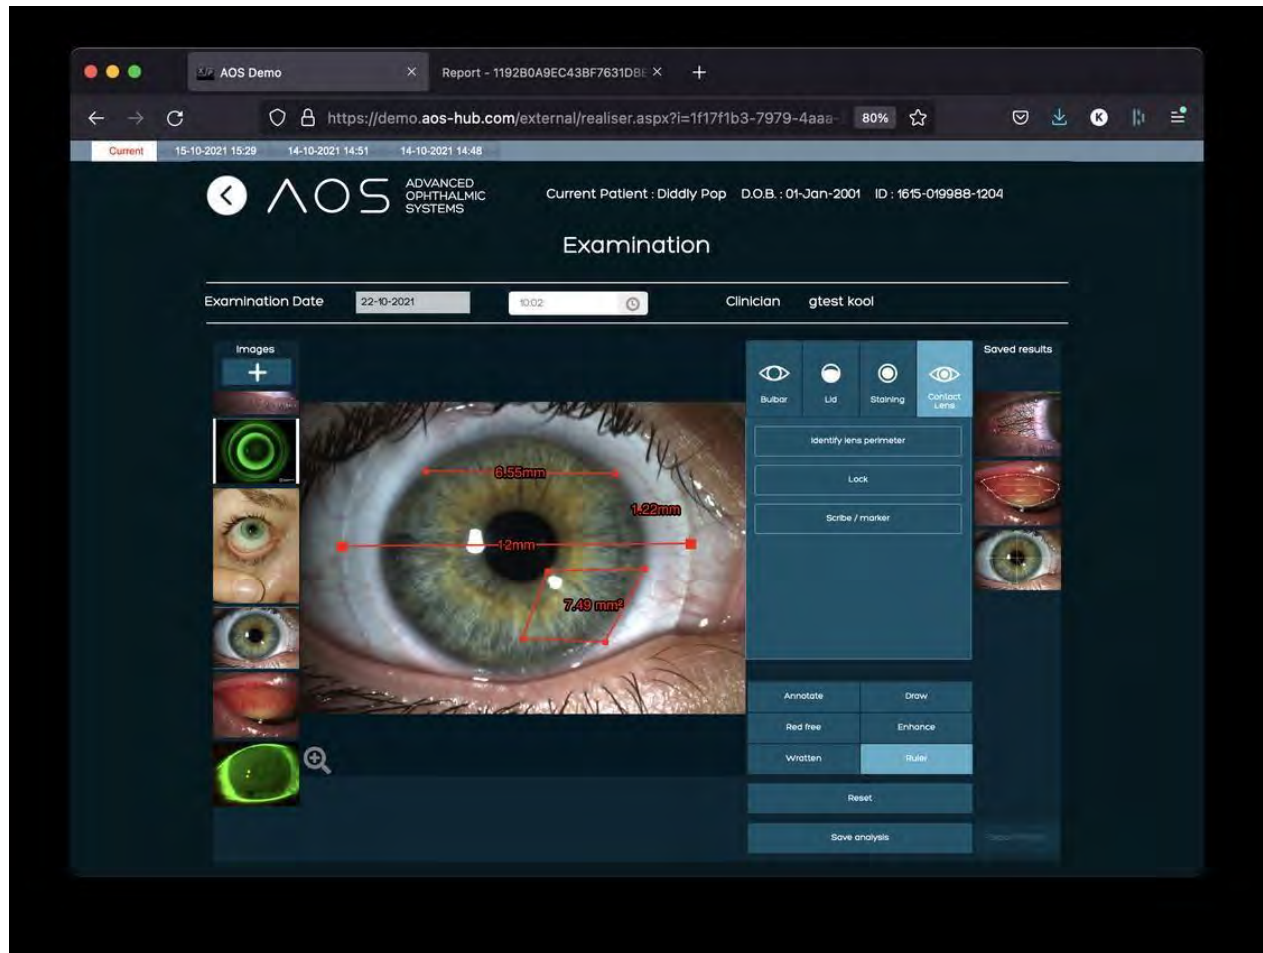 AOS Demo
Report - 1192B0A9EC43BF7631DBE
https://demo.aos-hub.com/external/realiser.aspx?i=1f17f1b3-7979-4aaa-
80%
K
Current 15-10-2021 15:29 14-10-2021 14:51 14-10-2021 14:48
AOS
ADVANCED
OPHTHALMIC
SYSTEMS
Current Patient : Diddly Pop D.O.B. : 01-Jan-2001 ID : 1615-019988-1204
Examination
Examination Date 22-10-2021 10:02 Clinician gtest kool
Images
Saved results
Bulbar Lid Staining Contact
Lens
Identify lens perimeter
Lock
Scribe / marker
6.55mm
1.22mm
12mm
7.49 mm²
Annotate Draw
Red free Enhance
Wratten Ruler
Reset
Save analysis